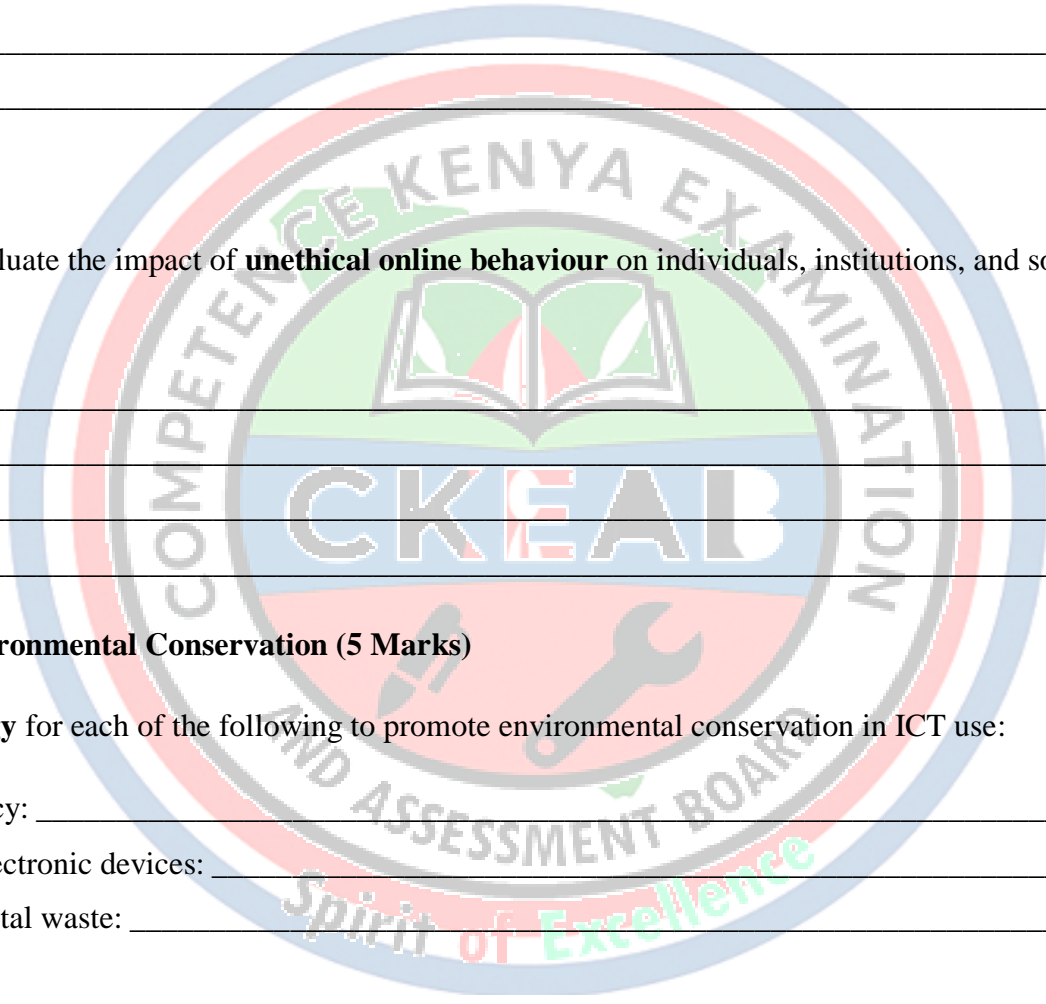 luate the impact of unethical online behaviour on individuals, institutions, and so
ronmental Conservation (5 Marks)
y for each of the following to promote environmental conservation in ICT use:
cy:
ectronic devices:
tal waste:
COMPETENCE KENYA EXAMINATION
AND ASSESSMENT BOARD
CKEAB
Spirit of Excellence